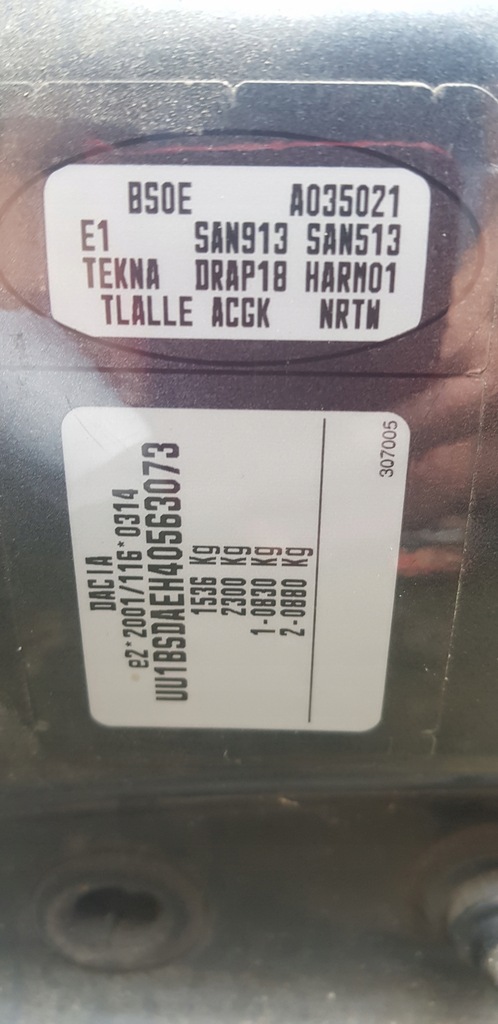 BS0E A035021
E1 SAN913 SAN513
TEKNA DRAP18 HARM01
TLALLE ACGK NRTW
DACIA
e2*2001/116*0314
UU1BSDAEH40563073
1536 Kg
2300 Kg
1-0830 Kg
2-0880 Kg
307005